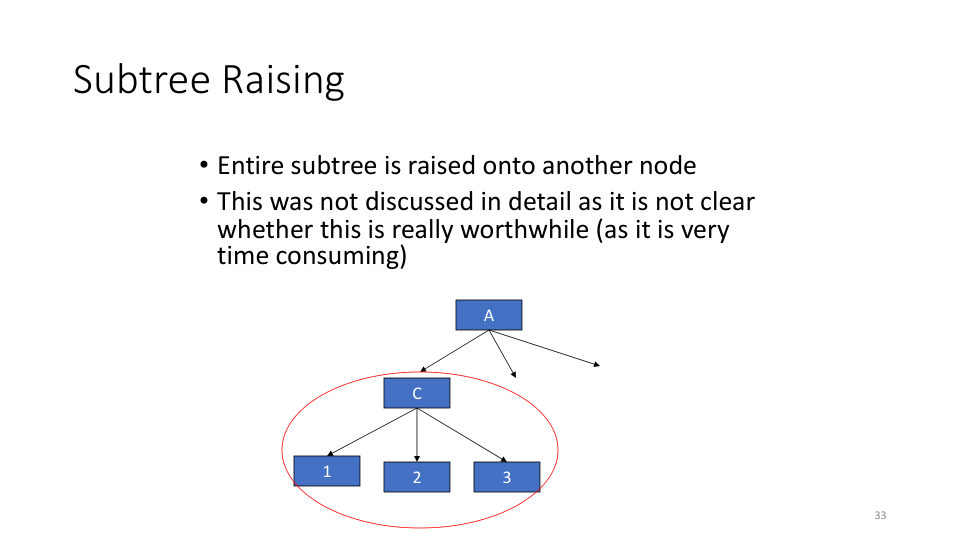 Subtree Raising
• Entire subtree is raised onto another node
• This was not discussed in detail as it is not clear
whether this is really worthwhile (as it is very
time consuming)
A
C
1
2
3
33